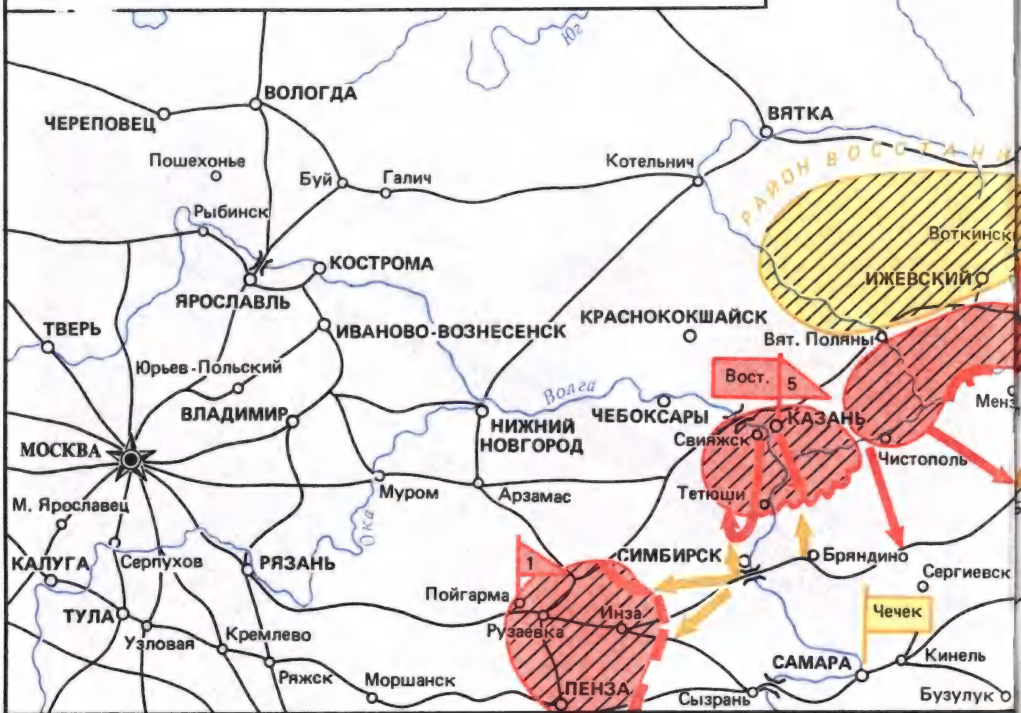 Юг
ВОЛОГДА
ЧЕРЕПОВЕЦ
ВЯТКА
Пошехонье
Буй
Галич
Котельнич
РАЙОН ВОССТАНИ
Рыбинск
Воткинск
КОСТРОМА
ИЖЕВСКИЙ
ЯРОСЛАВЛЬ
ТВЕРЬ
ИВАНОВО-ВОЗНЕСЕНСК
КРАСНОКОКШАЙСК
Вят. Поляны
Юрьев-Польский
Волга
Вост. 5
Менз
ВЛАДИМИР
НИЖНИЙ
НОВГОРОД
ЧЕБОКСАРЫ
КАЗАНЬ
Свияжск
МОСКВА
Чистополь
Муром
Арзамас
Тетюши
М. Ярославец
Ока
КАЛУГА
Серпухов
РЯЗАНЬ
1
СИМБИРСК
Бряндино
Сергиевск
Пойгарма
Чечек
ТУЛА
Узловая
Кремлево
Рузаевка
Инза
Ряжск
Моршанск
ПЕНЗА
САМАРА
Кинель
Сызрань
Бузулук